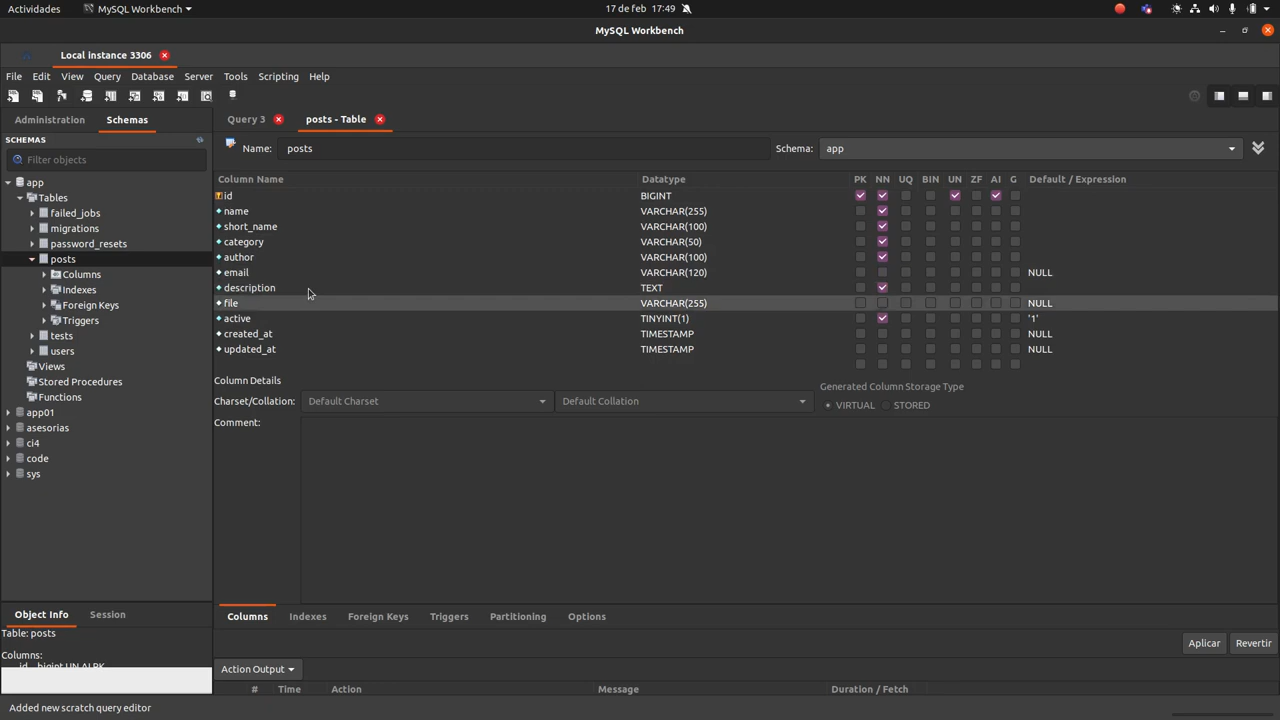 Actividades MySQL Workbench 17 de feb 17:49
MySQL Workbench
Local instance 3306
File Edit View Query Database Server Tools Scripting Help
Administration Schemas
Query 3 posts - Table
SCHEMAS
Name: posts Schema: app
Filter objects
Column Name Datatype PK NN UQ BIN UN ZF AI G Default / Expression
app
Tables
failed_jobs
migrations
password_resets
posts
Columns
Indexes
Foreign Keys
Triggers
tests
users
Views
Stored Procedures
Functions
app01
asesorias
ci4
code
sys
id BIGINT
name VARCHAR(255)
short_name VARCHAR(100)
category VARCHAR(50)
author VARCHAR(100)
email VARCHAR(120) NULL
description TEXT
file VARCHAR(255) NULL
active TINYINT(1) '1'
created_at TIMESTAMP NULL
updated_at TIMESTAMP NULL
Column Details
Generated Column Storage Type
Charset/Collation: Default Charset Default Collation
VIRTUAL STORED
Comment:
Columns Indexes Foreign Keys Triggers Partitioning Options
Object Info Session
Table: posts
Columns:
id bigint UN AI PK
Aplicar Revertir
Action Output
# Time Action Message Duration / Fetch
Added new scratch query editor